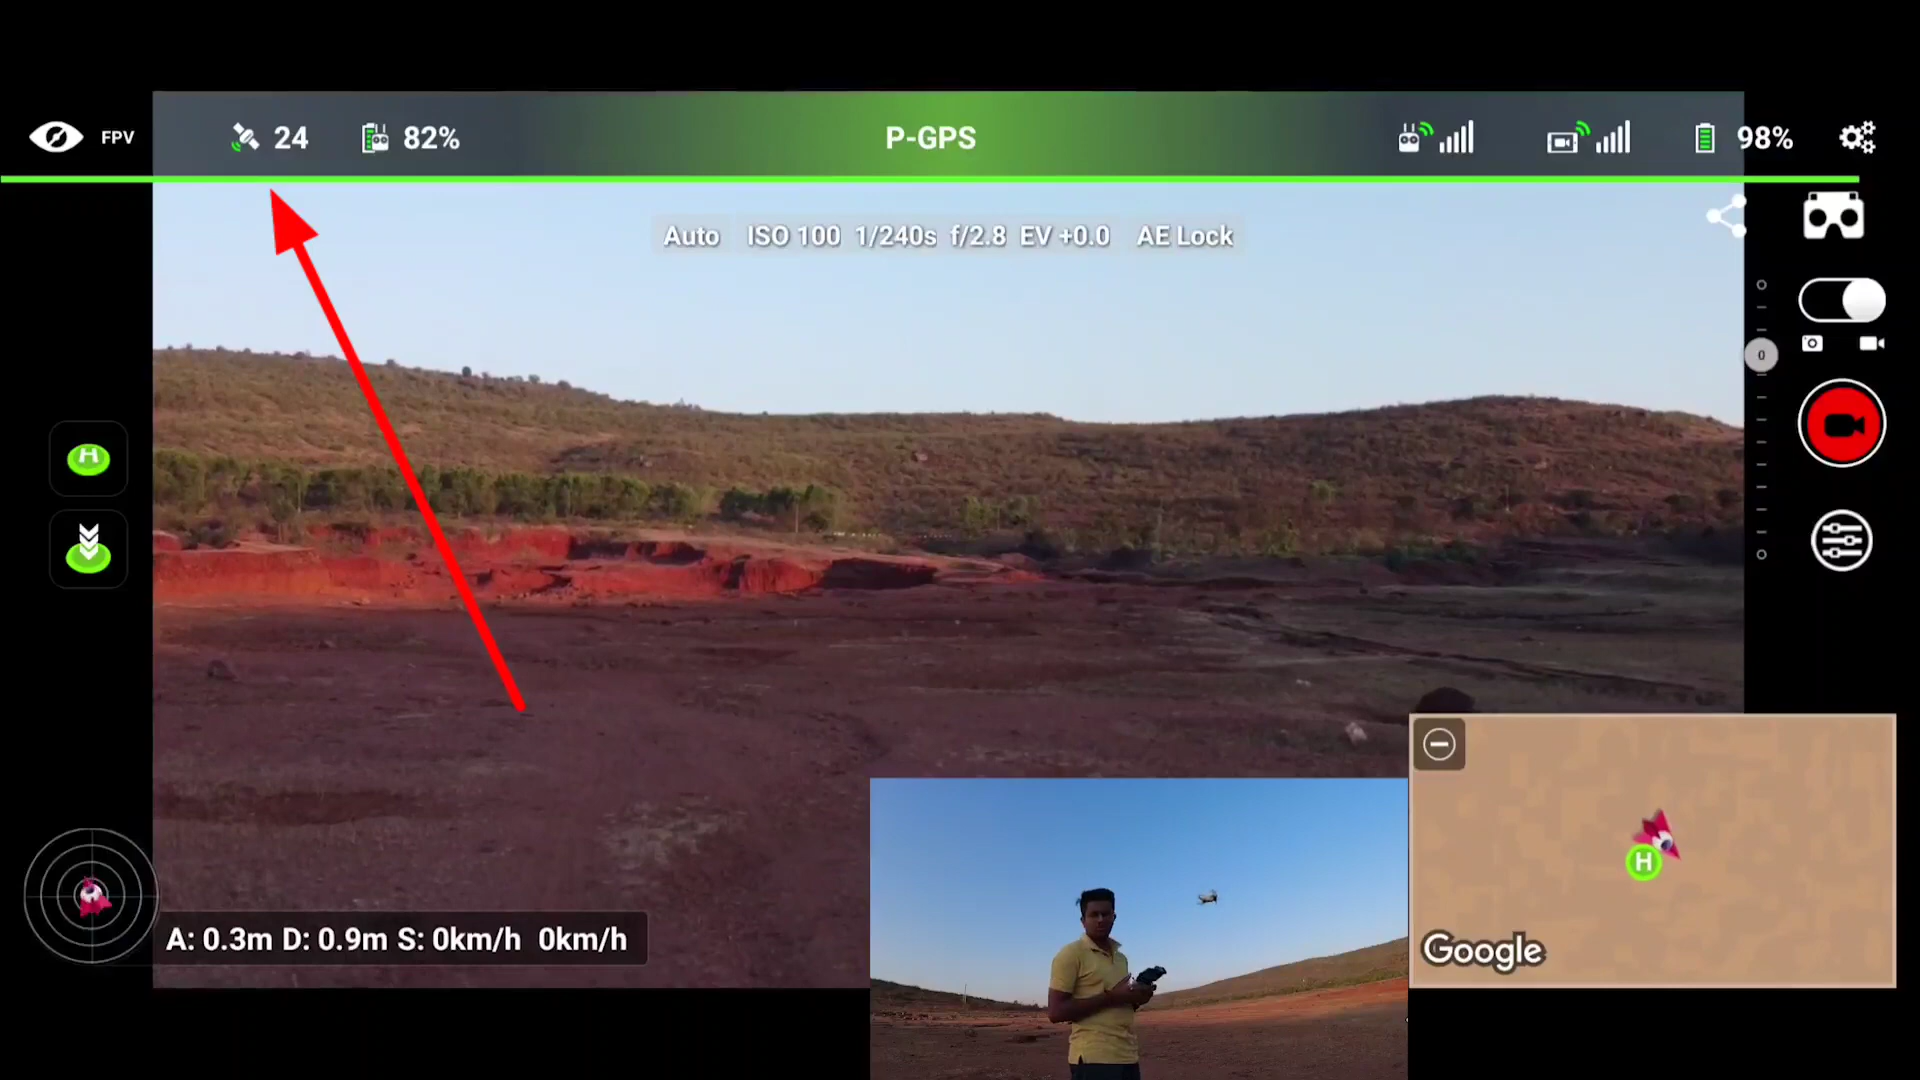 FPV 24 82% P-GPS 98%
Auto ISO 100 1/240s f/2.8 EV +0.0 AE Lock
0
H
H
A: 0.3m D: 0.9m S: 0km/h 0km/h
Google